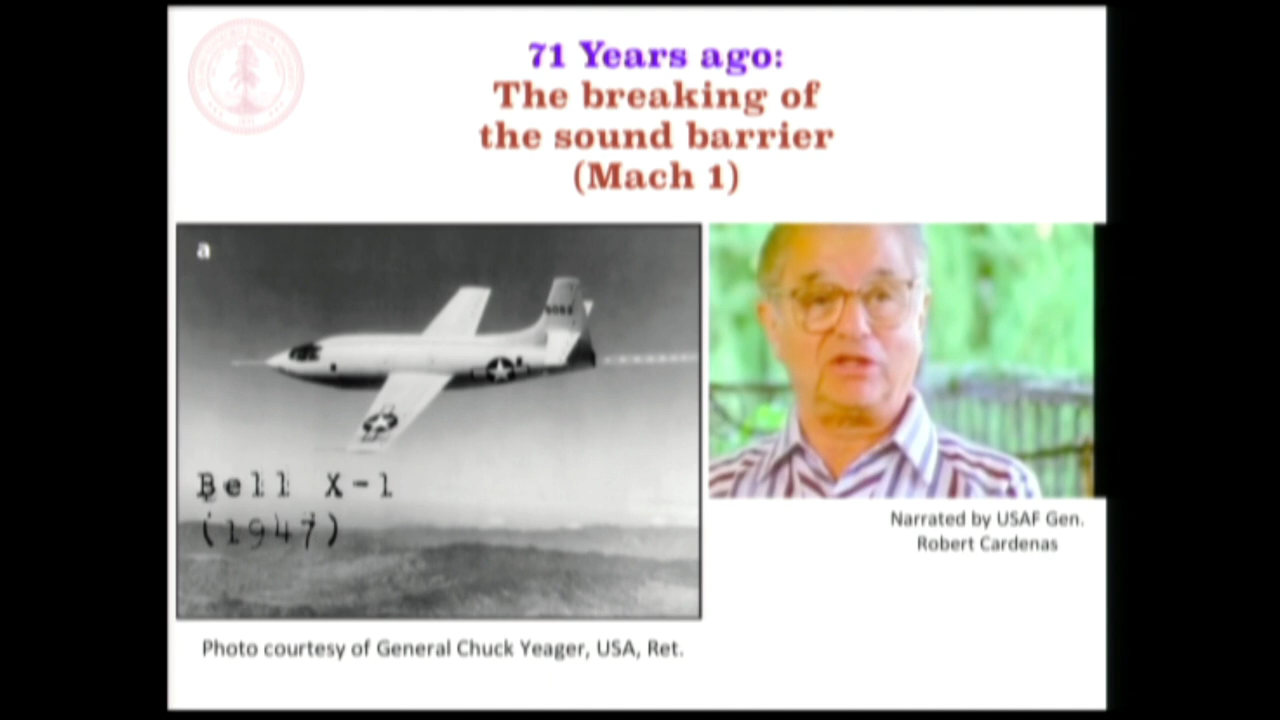 71 Years ago:
The breaking of
the sound barrier
(Mach 1)
a
Bell X-1
(1947)
Narrated by USAF Gen.
Robert Cardenas
Photo courtesy of General Chuck Yeager, USA, Ret.